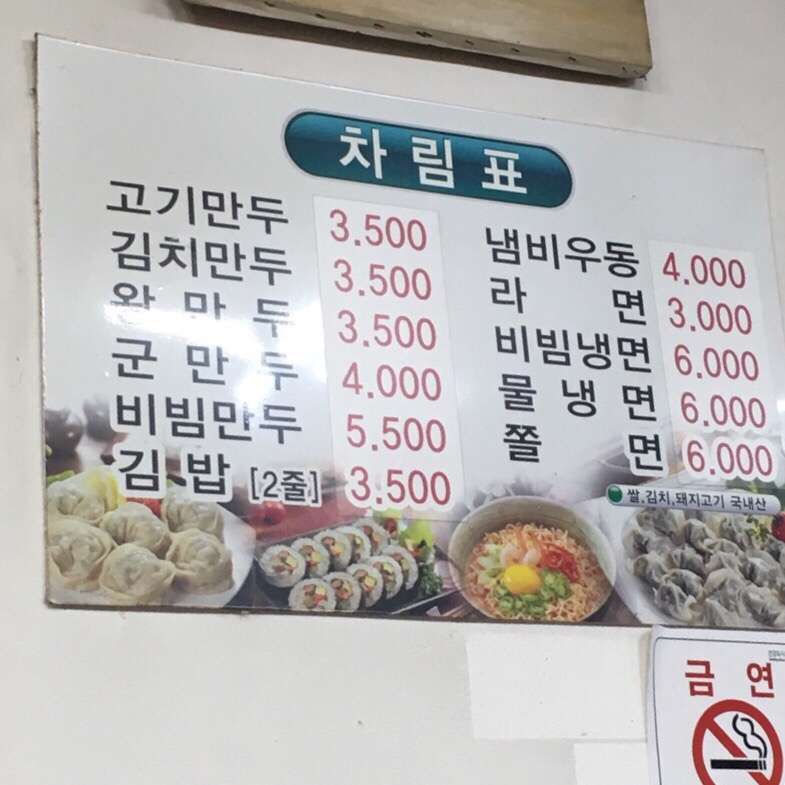 차림표
고기만두 3.500
김치만두 3.500
왕만두 3.500
군만두 4.000
비빔만두 5.500
김밥 [2줄] 3.500
냄비우동 4.000
라면 3.000
비빔냉면 6.000
물냉면 6.000
쫄면 6.000
쌀,김치,돼지고기 국내산
금연